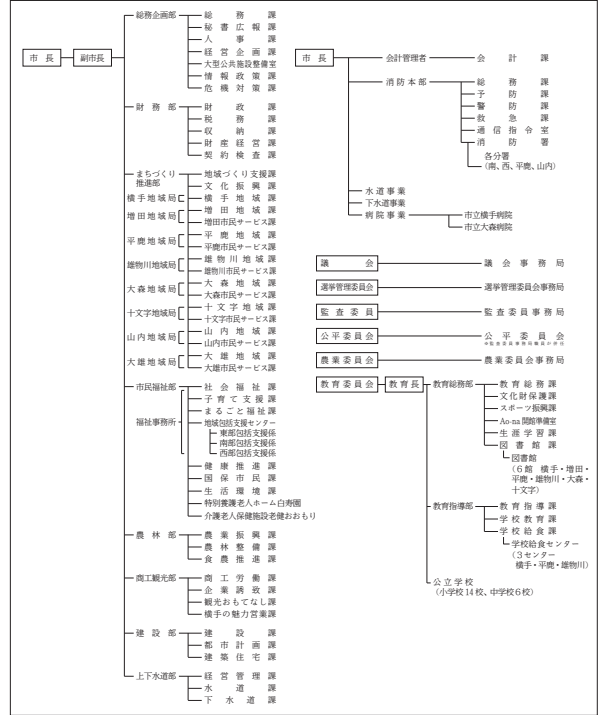 市長
副市長
総務企画部
総務課
秘書広報課
人事課
経営企画課
大型公共施設整備室
情報政策課
危機対策課
財務部
財政課
税務課
収納課
財産経営課
契約検査課
まちづくり推進部
地域づくり支援課
文化振興課
横手地域局
横手地域課
増田地域局
増田地域課
増田市民サービス課
平鹿地域局
平鹿地域課
平鹿市民サービス課
雄物川地域局
雄物川地域課
雄物川市民サービス課
大森地域局
大森地域課
大森市民サービス課
十文字地域局
十文字地域課
十文字市民サービス課
山内地域局
山内地域課
山内市民サービス課
大雄地域局
大雄地域課
大雄市民サービス課
市民福祉部
福祉事務所
社会福祉課
子育て支援課
まるごと福祉課
地域包括支援センター
東部包括支援係
南部包括支援係
西部包括支援係
健康推進課
国保市民課
生活環境課
特別養護老人ホーム白寿園
介護老人保健施設老健おおもり
農林部
農業振興課
農林整備課
食農推進課
商工観光部
商工労働課
企業誘致課
観光おもてなし課
横手の魅力営業課
建設部
建設課
都市計画課
建築住宅課
上下水道部
経営管理課
水道課
下水道課
市長
会計管理者
会計課
消防本部
総務課
予防課
警防課
救急課
通信指令室
消防署
各分署
(南、西、平鹿、山内)
水道事業
下水道事業
病院事業
市立横手病院
市立大森病院
議会
議会事務局
選挙管理委員会
選挙管理委員会事務局
監査委員
監査委員事務局
公平委員会
公平委員会
※監査委員事務局職員が併任
農業委員会
農業委員会事務局
教育委員会
教育長
教育総務部
教育総務課
文化財保護課
スポーツ振興課
Ao-na 開館準備室
生涯学習課
図書館課
図書館
(6館 横手・増田・
平鹿・雄物川・大森・
十文字)
教育指導部
教育指導課
学校教育課
学校給食課
学校給食センター
(3センター
横手・平鹿・雄物川)
公立学校
(小学校14校、中学校6校)